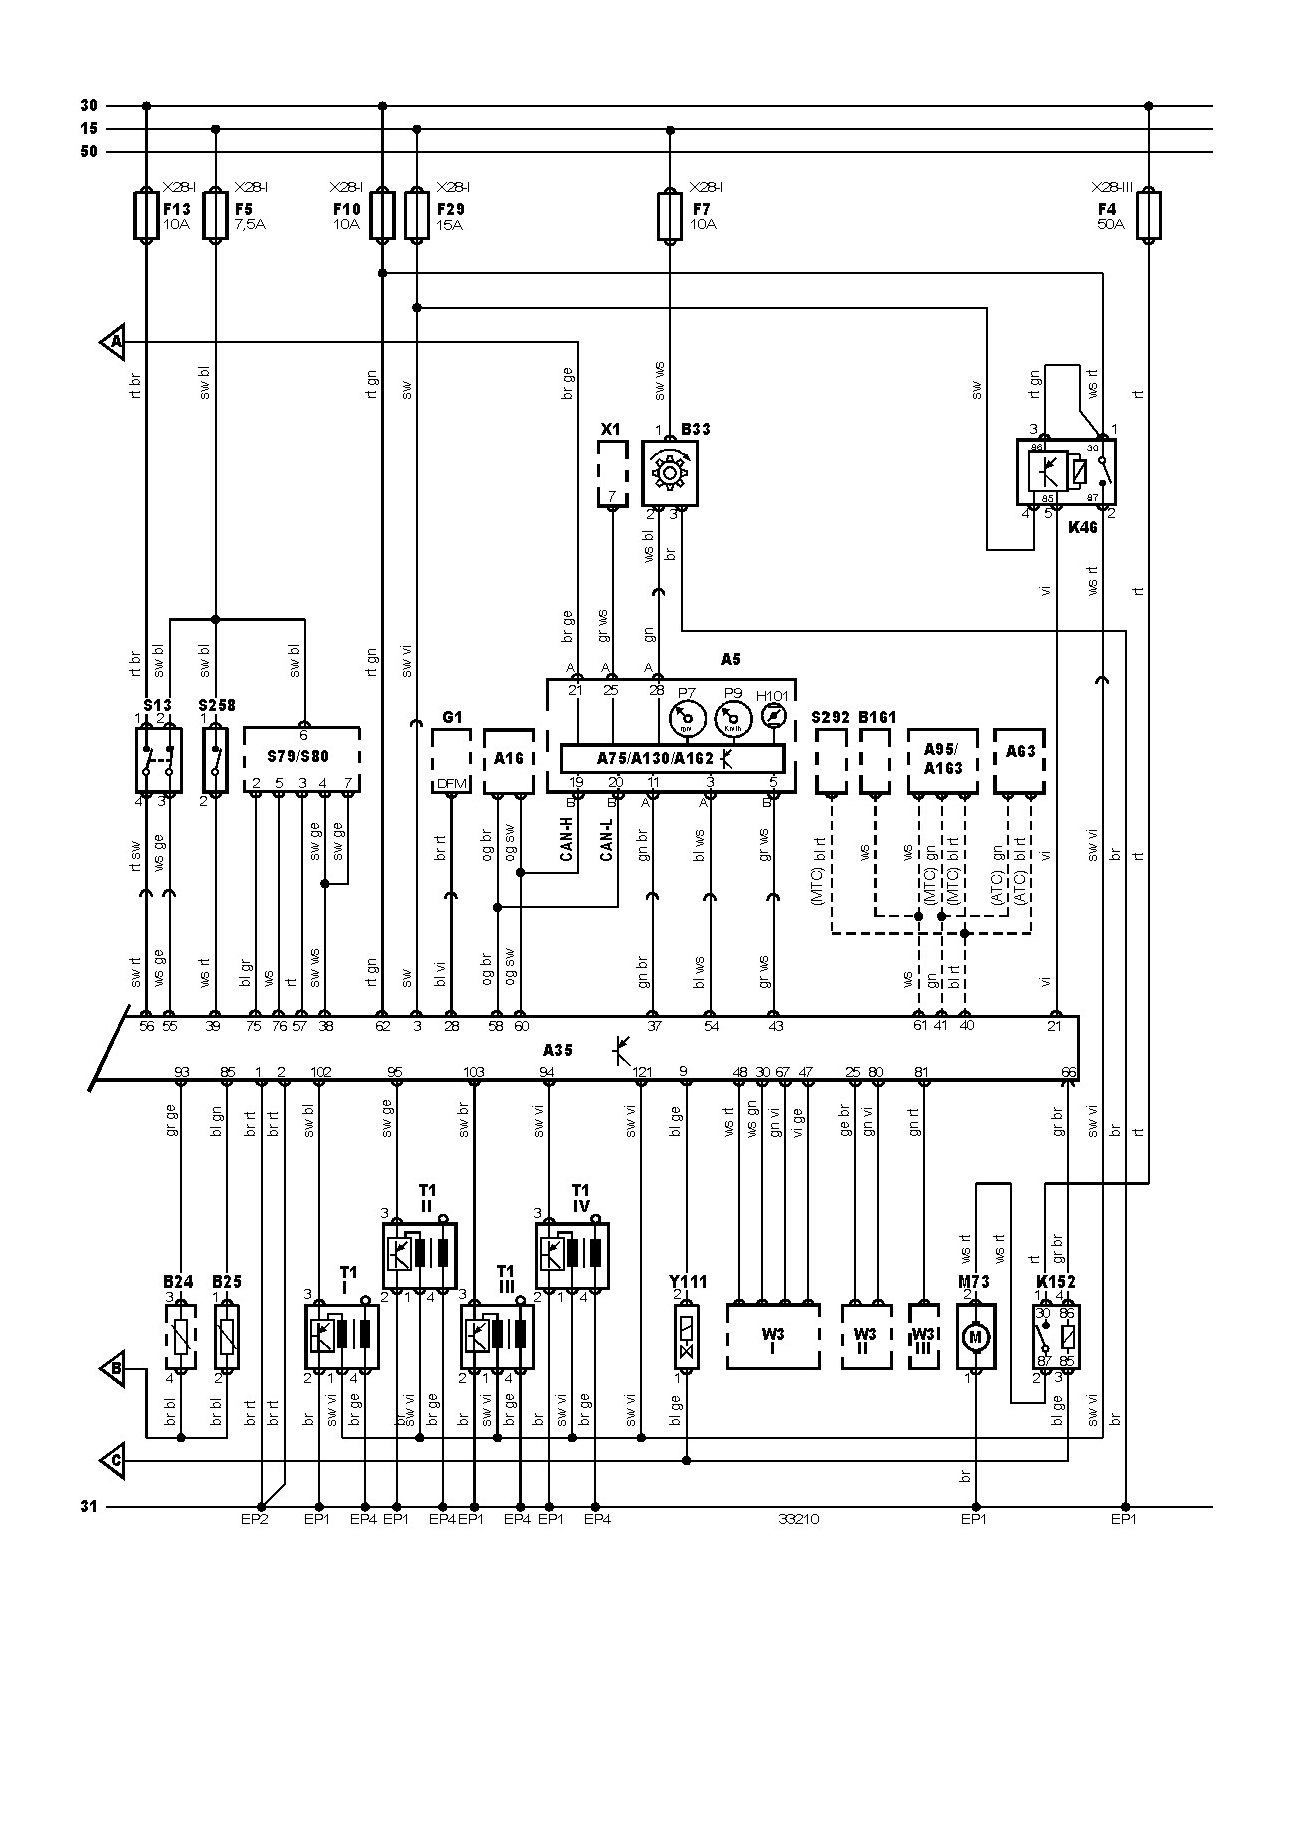 30
15
50
X28-I X28-I X28-I X28-I X28-I X28-III
F13 F5 F10 F29 F7 F4
10A 7,5A 10A 15A 10A 50A
A
rt br sw bl rt gn sw br ge sw ws sw rt gn ws rt rt
X1 1 B33 3 1
86 30
7 85 87
2 3 4 5 2
K46
ws bl br vi ws rt rt
br ge gr ws gn
rt br sw bl sw bl sw bl rt gn sw vi
A A A A5
21 25 28 P7 P9 H101
rpm Km/h
S13 S258 G1 S292 B161
1 2 1 6
S79/S80 A16 A75/A130/A162 A95/ A63
A163
2 5 3 4 7 DFM 19 20 11 3 5
4 3 2 B B A A B
rt sw ws ge sw ge sw ge br rt og br og sw CAN-H CAN-L gn br bl ws gr ws (MTC) bl rt ws ws (MTC) gn (MTC) bl rt (ATC) gn (ATC) bl rt vi sw vi br rt
sw rt ws ge ws rt bl gr ws rt sw ws rt gn sw bl vi og br og sw gn br bl ws gr ws ws gn bl rt vi
56 55 39 75 76 57 38 62 3 28 58 60 37 54 43 61 41 40 21
A35
93 85 1 2 102 95 103 94 121 9 48 30 67 47 25 80 81 66
gr ge bl gn br rt br rt sw bl sw ge sw br sw vi sw vi bl ge ws rt ws gn gn vi vi ge ge br gn vi gn rt gr br sw vi br rt
T1 T1
II IV
3 3
ws rt ws rt rt gr br
B24 B25 T1 T1 Y111 M73 K152
I III
3 1 3 2 1 4 3 2 1 4 2 2 1 4
30 86
W3 W3 W3 M
I II III
87 85
B
4 2 2 1 4 2 1 4 1 1 2 3
br bl br bl br rt br rt br sw vi br ge br sw vi br ge br sw vi br ge br sw vi br ge sw vi bl ge bl ge sw vi br
C
br
31
EP2 EP1 EP4 EP1 EP4 EP1 EP4 EP1 EP4 33210 EP1 EP1